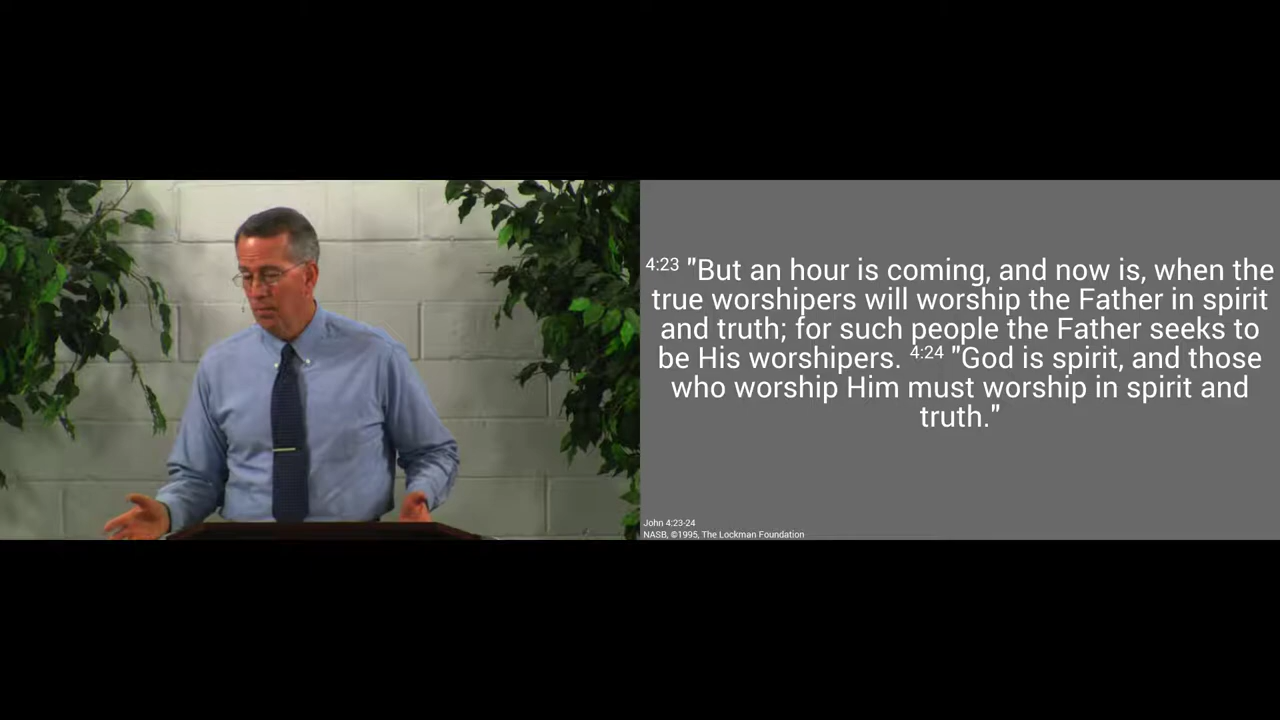 4:23 "But an hour is coming, and now is, when the
true worshipers will worship the Father in spirit
and truth; for such people the Father seeks to
be His worshipers. 4:24 "God is spirit, and those
who worship Him must worship in spirit and
truth."
John 4:23-24
NASB, ©1995, The Lockman Foundation